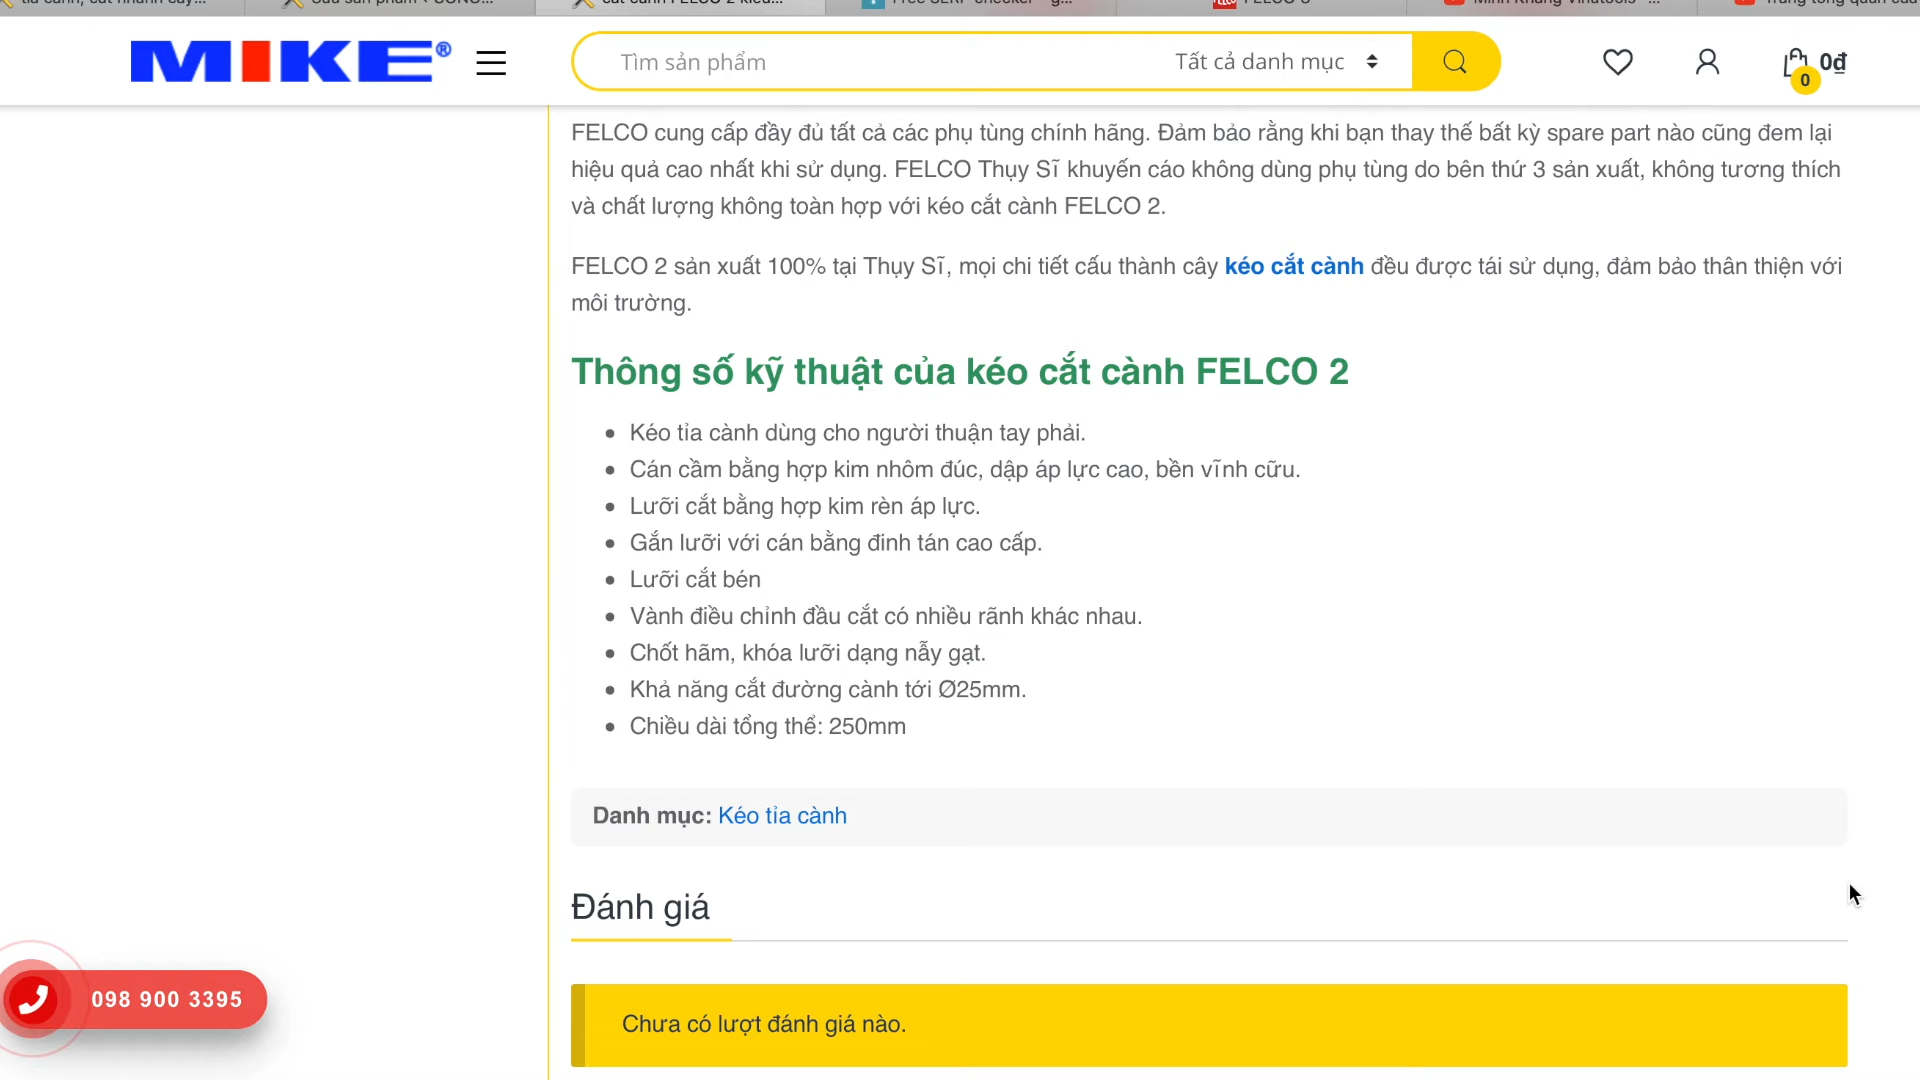 MIKE®
Tìm sản phẩm
Tất cả danh mục
0
0₫
FELCO cung cấp đầy đủ tất cả các phụ tùng chính hãng. Đảm bảo rằng khi bạn thay thế bất kỳ spare part nào cũng đem lại
hiệu quả cao nhất khi sử dụng. FELCO Thụy Sĩ khuyến cáo không dùng phụ tùng do bên thứ 3 sản xuất, không tương thích
và chất lượng không toàn hợp với kéo cắt cành FELCO 2.
FELCO 2 sản xuất 100% tại Thụy Sĩ, mọi chi tiết cấu thành cây kéo cắt cành đều được tái sử dụng, đảm bảo thân thiện với
môi trường.
Thông số kỹ thuật của kéo cắt cành FELCO 2
Kéo tỉa cành dùng cho người thuận tay phải.
Cán cầm bằng hợp kim nhôm đúc, dập áp lực cao, bền vĩnh cữu.
Lưỡi cắt bằng hợp kim rèn áp lực.
Gắn lưỡi với cán bằng đinh tán cao cấp.
Lưỡi cắt bén
Vành điều chỉnh đầu cắt có nhiều rãnh khác nhau.
Chốt hãm, khóa lưỡi dạng nẫy gạt.
Khả năng cắt đường cành tới Ø25mm.
Chiều dài tổng thể: 250mm
Danh mục: Kéo tỉa cành
Đánh giá
098 900 3395
Chưa có lượt đánh giá nào.